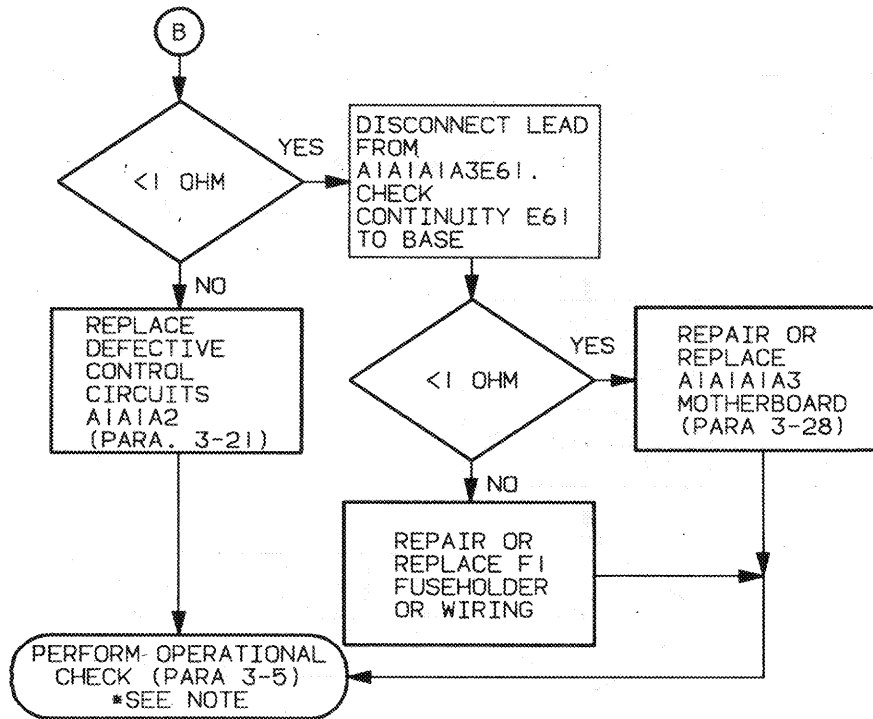 B
<1 OHM
YES
NO
DISCONNECT LEAD
FROM
A1A1A1A3E61.
CHECK
CONTINUITY E61
TO BASE
REPLACE
DEFECTIVE
CONTROL
CIRCUITS
A1A1A2
(PARA. 3-21)
<1 OHM
YES
NO
REPAIR OR
REPLACE
A1A1A1A3
MOTHERBOARD
(PARA 3-28)
REPAIR OR
REPLACE F1
FUSEHOLDER
OR WIRING
PERFORM OPERATIONAL
CHECK (PARA 3-5)
*SEE NOTE